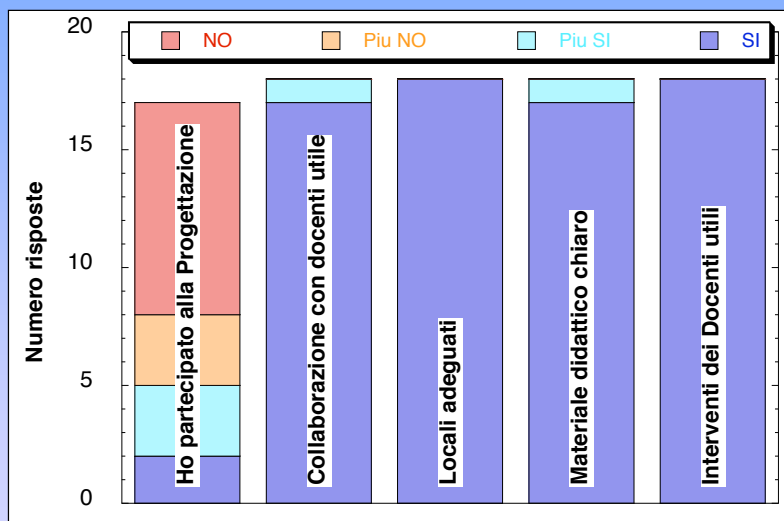 NO Piu NO Piu SI SI
Numero risposte
20
15
10
5
0
Ho partecipato alla Progettazione
Collaborazione con docenti utile
Locali adeguati
Materiale didattico chiaro
Interventi dei Docenti utili